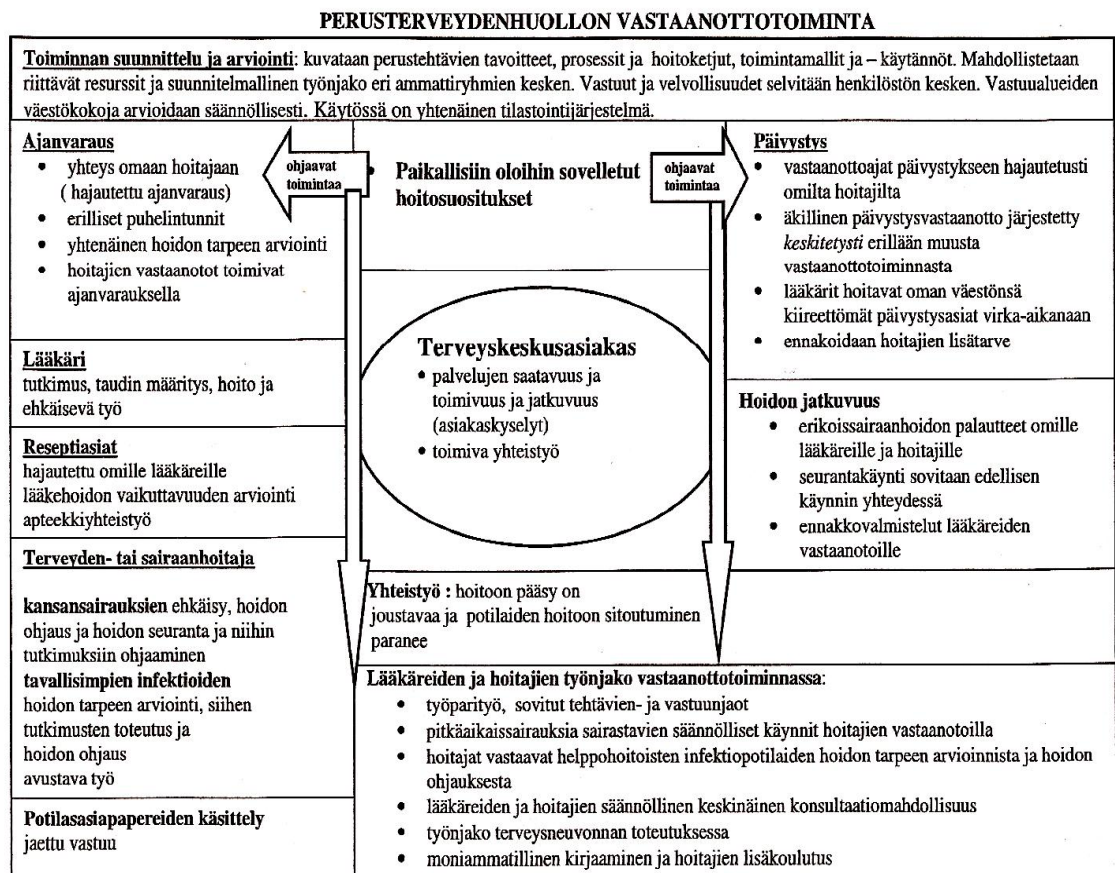 PERUSTERVEYDENHUOLLON VASTAANOTTOTOIMINTA
Toiminnan suunnittelu ja arviointi: kuvataan perustehtävien tavoitteet, prosessit ja hoitoketjut, toimintamallit ja – käytännöt. Mahdollistetaan
riittävät resurssit ja suunnitelmallinen työnjako eri ammattiryhmien kesken. Vastuut ja velvollisuudet selvitään henkilöstön kesken. Vastuualueiden
väestökokoja arvioidaan säännöllisesti. Käytössä on yhtenäinen tilastointijärjestelmä.
Ajanvaraus
• yhteys omaan hoitajaan
( hajautettu ajanvaraus)
• erilliset puhelintunnit
• yhtenäinen hoidon tarpeen arviointi
• hoitajien vastaanotot toimivat
ajanvarauksella
ohjaavat
toimintaa
• Paikallisiin oloihin sovelletut
hoitosuositukset
ohjaavat
toimintaa
Päivystys
• vastaanottoajat päivystykseen hajautetusti
omilta hoitajilta
• äkillinen päivystysvastaanotto järjestetty
keskitetysti erillään muusta
vastaanottotoiminnasta
• lääkärit hoitavat oman väestönsä
kiireettömät päivystysasiat virka-aikanaan
• ennakoidaan hoitajien lisätarve
Lääkäri
tutkimus, taudin määritys, hoito ja
ehkäisevä työ
Terveyskeskusasiakas
• palvelujen saatavuus ja
toimivuus ja jatkuvuus
(asiakaskyselyt)
• toimiva yhteistyö
Hoidon jatkuvuus
• erikoissairaanhoidon palautteet omille
lääkäreille ja hoitajille
• seurantakäynti sovitaan edellisen
käynnin yhteydessä
• ennakkovalmistelut lääkäreiden
vastaanotoille
Reseptiasiat
hajautettu omille lääkäreille
lääkehoidon vaikuttavuuden arviointi
apteekkiyhteistyö
Terveyden- tai sairaanhoitaja
kansansairauksien ehkäisy, hoidon
ohjaus ja hoidon seuranta ja niihin
tutkimuksiin ohjaaminen
tavallisimpien infektioiden
hoidon tarpeen arviointi, siihen
tutkimusten toteutus ja
hoidon ohjaus
avustava työ
Yhteistyö : hoitoon pääsy on
joustavaa ja potilaiden hoitoon sitoutuminen
paranee
Lääkäreiden ja hoitajien työnjako vastaanottotoiminnassa:
• työparityö, sovitut tehtävien- ja vastuunjaot
• pitkäaikaissairauksia sairastavien säännölliset käynnit hoitajien vastaanotoilla
• hoitajat vastaavat helppohoitoisten infektiopotilaiden hoidon tarpeen arvioinnista ja hoidon
ohjauksesta
• lääkäreiden ja hoitajien säännöllinen keskinäinen konsultaatiomahdollisuus
• työnjako terveysneuvonnan toteutuksessa
• moniammatillinen kirjaaminen ja hoitajien lisäkoulutus
Potilasasiapapereiden käsittely
jaettu vastuu